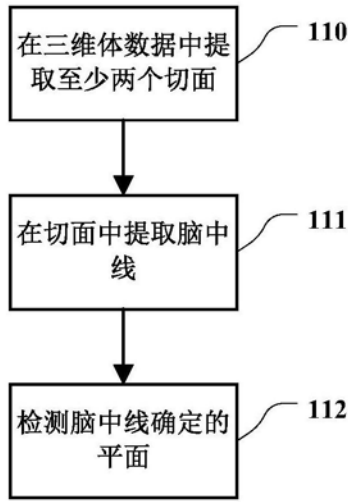 在三维体数据中提
取至少两个切面
110
在切面中提取脑中
线
111
检测脑中线确定的
平面
112